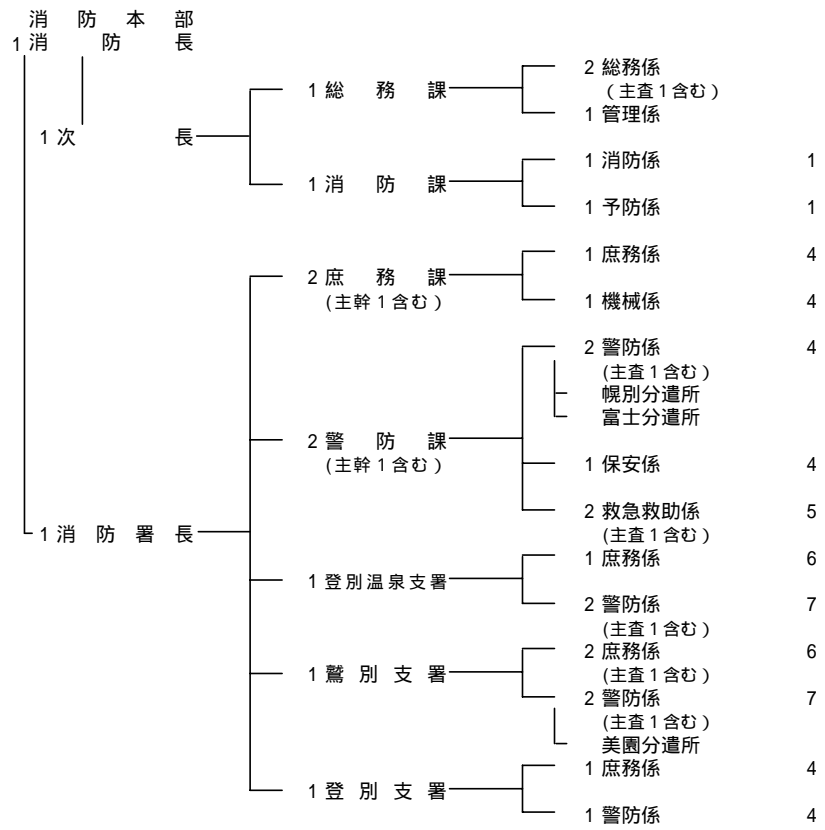 消防本部
1 消防長
1 次長
1 総務課
2 総務係
（主査1含む）
1 管理係
1 消防課
1 消防係 1
1 予防係 1
2 庶務課
(主幹1含む）
1 庶務係 4
1 機械係 4
2 警防課
(主幹1含む）
2 警防係 4
(主査1含む）
幌別分遣所
富士分遣所
1 保安係 4
2 救急救助係 5
(主査1含む）
1 消防署長
1 登別温泉支署
1 庶務係 6
2 警防係 7
(主査1含む）
1 鷲別支署
2 庶務係 6
(主査1含む）
2 警防係 7
(主査1含む）
美園分遣所
1 登別支署
1 庶務係 4
1 警防係 4